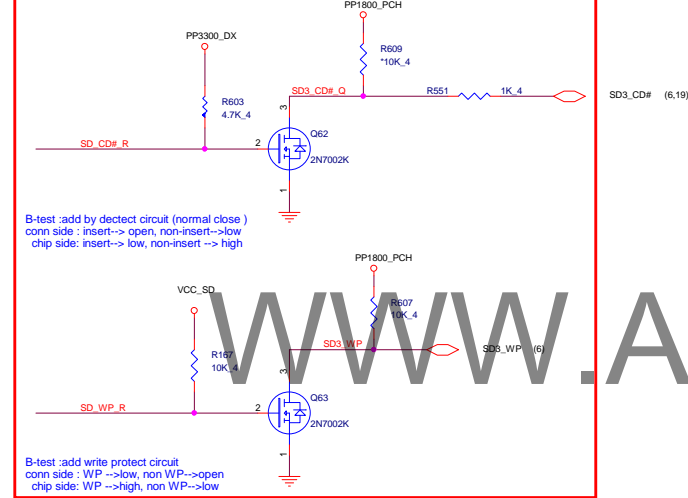 PP1800_PCH
PP3300_DX
R609
*10K_4
R603
4.7K_4
SD3_CD#_Q
R551
1K_4
SD3_CD# (6,19)
3
SD_CD#_R
2
Q62
2N7002K
1
B-test :add by dectect circuit (normal close )
conn side : insert--> open, non-insert-->low
chip side: insert--> low, non-insert --> high
PP1800_PCH
VCC_SD
R607
10K_4
WWW.A
SD3_WP
SD3_WP (6)
R167
10K_4
3
SD_WP_R
2
Q63
2N7002K
1
B-test :add write protect circuit
conn side : WP -->low, non WP-->open
chip side: WP -->high, non WP-->low